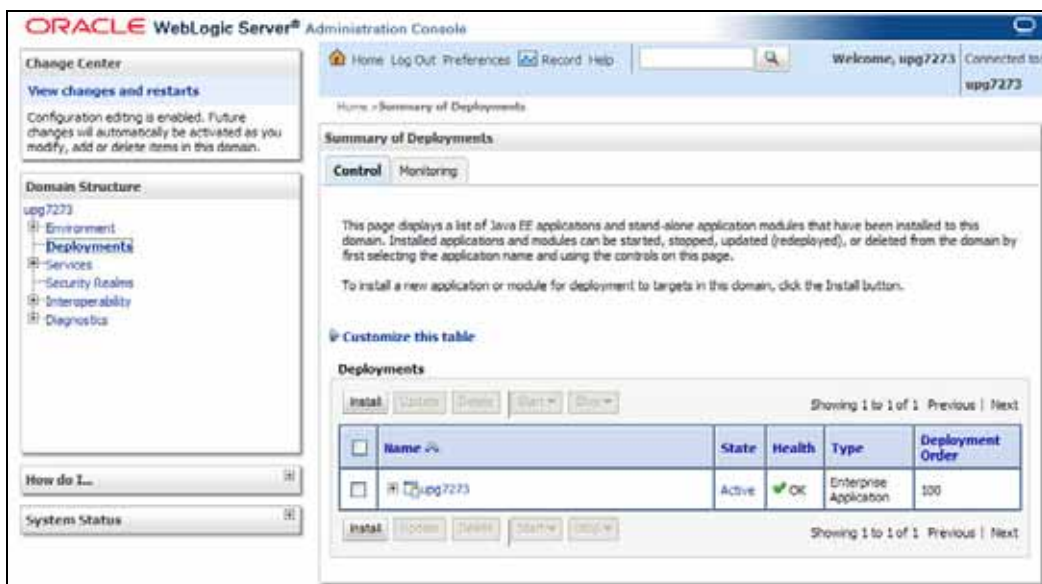 ORACLE WebLogic Server® Administration Console
Change Center
View changes and restarts
Configuration editing is enabled. Future
changes will automatically be activated as you
modify, add or delete items in this domain.
Domain Structure
upg7273
Environment
Deployments
Services
Security Realms
Interoperability
Diagnostics
How do I...
System Status
Home Log Out Preferences Record Help
Welcome, upg7273
Connected to:
upg7273
Home >Summary of Deployments
Summary of Deployments
Control Monitoring
This page displays a list of Java EE applications and stand-alone application modules that have been installed to this
domain. Installed applications and modules can be started, stopped, updated (redeployed), or deleted from the domain by
first selecting the application name and using the controls on this page.
To install a new application or module for deployment to targets in this domain, click the Install button.
Customize this table
Deployments
Install Update Delete Start Stop Showing 1 to 1 of 1 Previous | Next
Name State Health Type Deployment
Order
upg7273 Active OK Enterprise
Application 100
Install Update Delete Start Stop Showing 1 to 1 of 1 Previous | Next